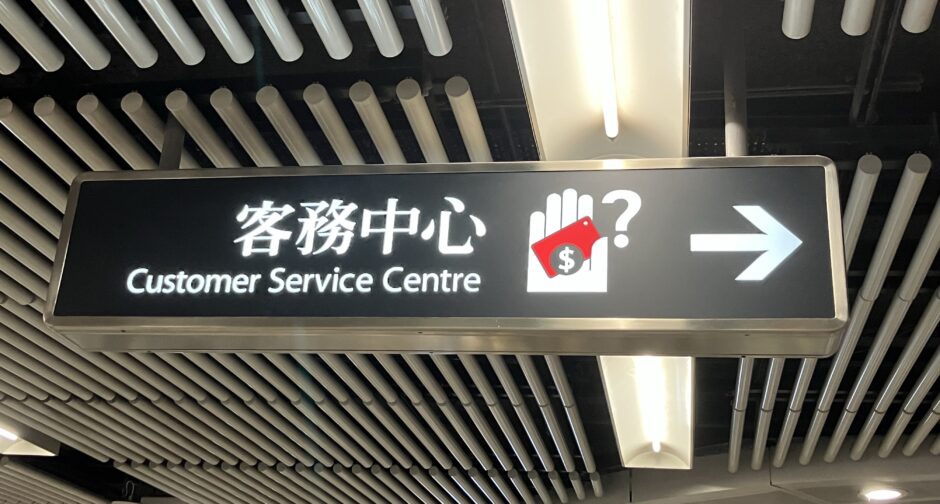 客務中心
Customer Service Centre
?
$